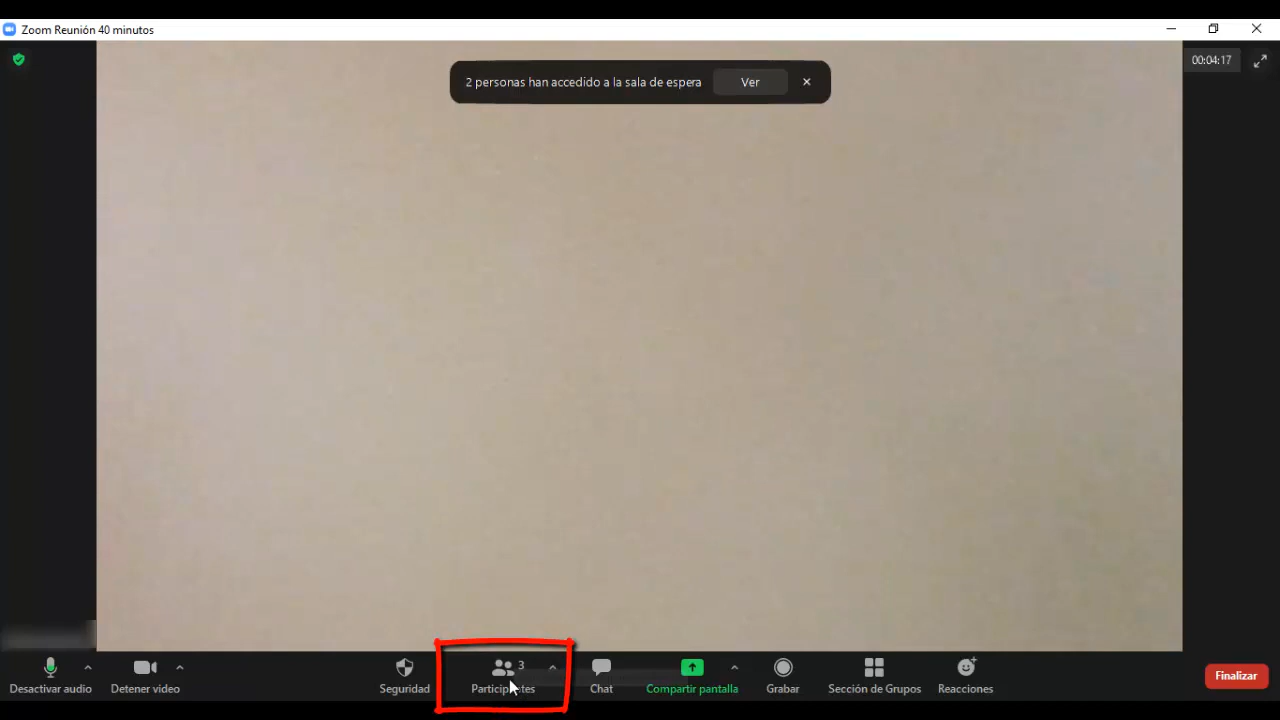 Zoom Reunión 40 minutos
2 personas han accedido a la sala de espera Ver
00:04:17
3
Desactivar audio Detener video Seguridad Participantes Chat Compartir pantalla Grabar Sección de Grupos Reacciones Finalizar